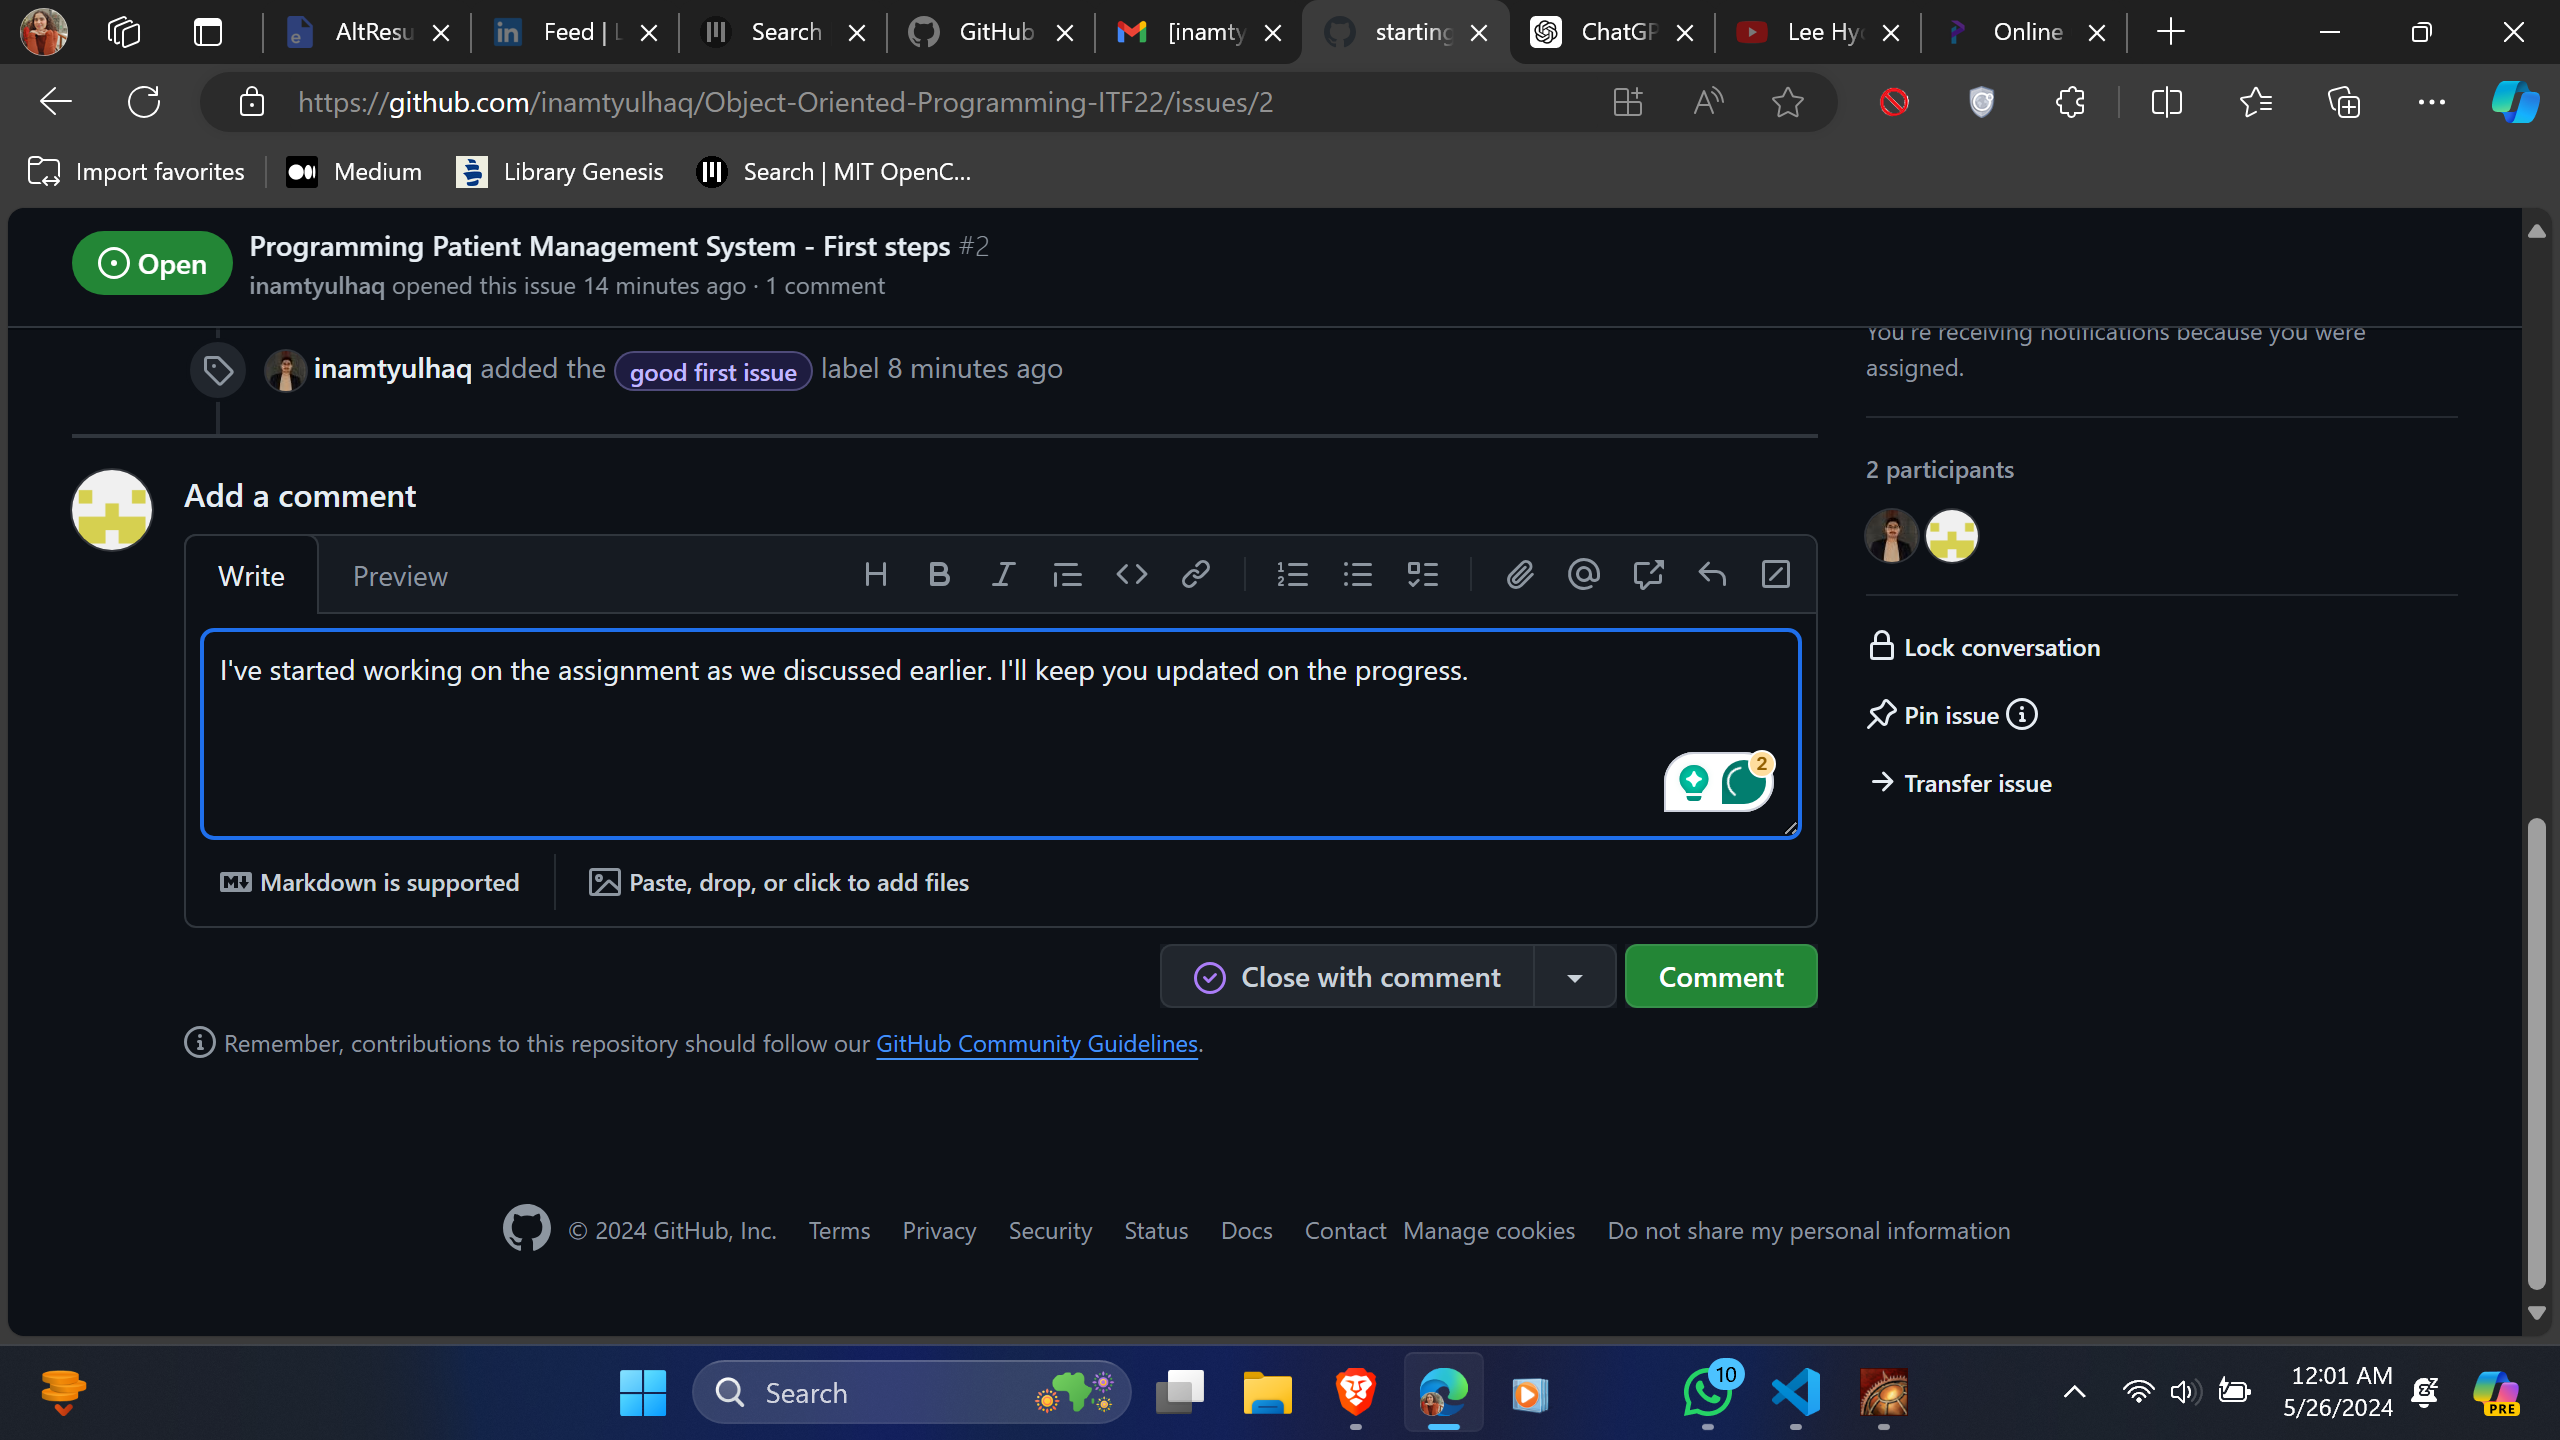 AltResu
Feed | L
Search
GitHub
[inamty
starting
ChatGP
Lee Hyo
Online
https://github.com/inamtyulhaq/Object-Oriented-Programming-ITF22/issues/2
Import favorites
Medium
Library Genesis
Search | MIT OpenC...
Open
Programming Patient Management System - First steps #2
inamtyulhaq opened this issue 14 minutes ago · 1 comment
You're receiving notifications because you were
assigned.
inamtyulhaq added the good first issue label 8 minutes ago
2 participants
Add a comment
Write
Preview
I've started working on the assignment as we discussed earlier. I'll keep you updated on the progress.
2
Lock conversation
Pin issue
Transfer issue
Markdown is supported
Paste, drop, or click to add files
Close with comment
Comment
Remember, contributions to this repository should follow our GitHub Community Guidelines.
© 2024 GitHub, Inc.
Terms
Privacy
Security
Status
Docs
Contact
Manage cookies
Do not share my personal information
Search
10
12:01 AM
5/26/2024
PRE